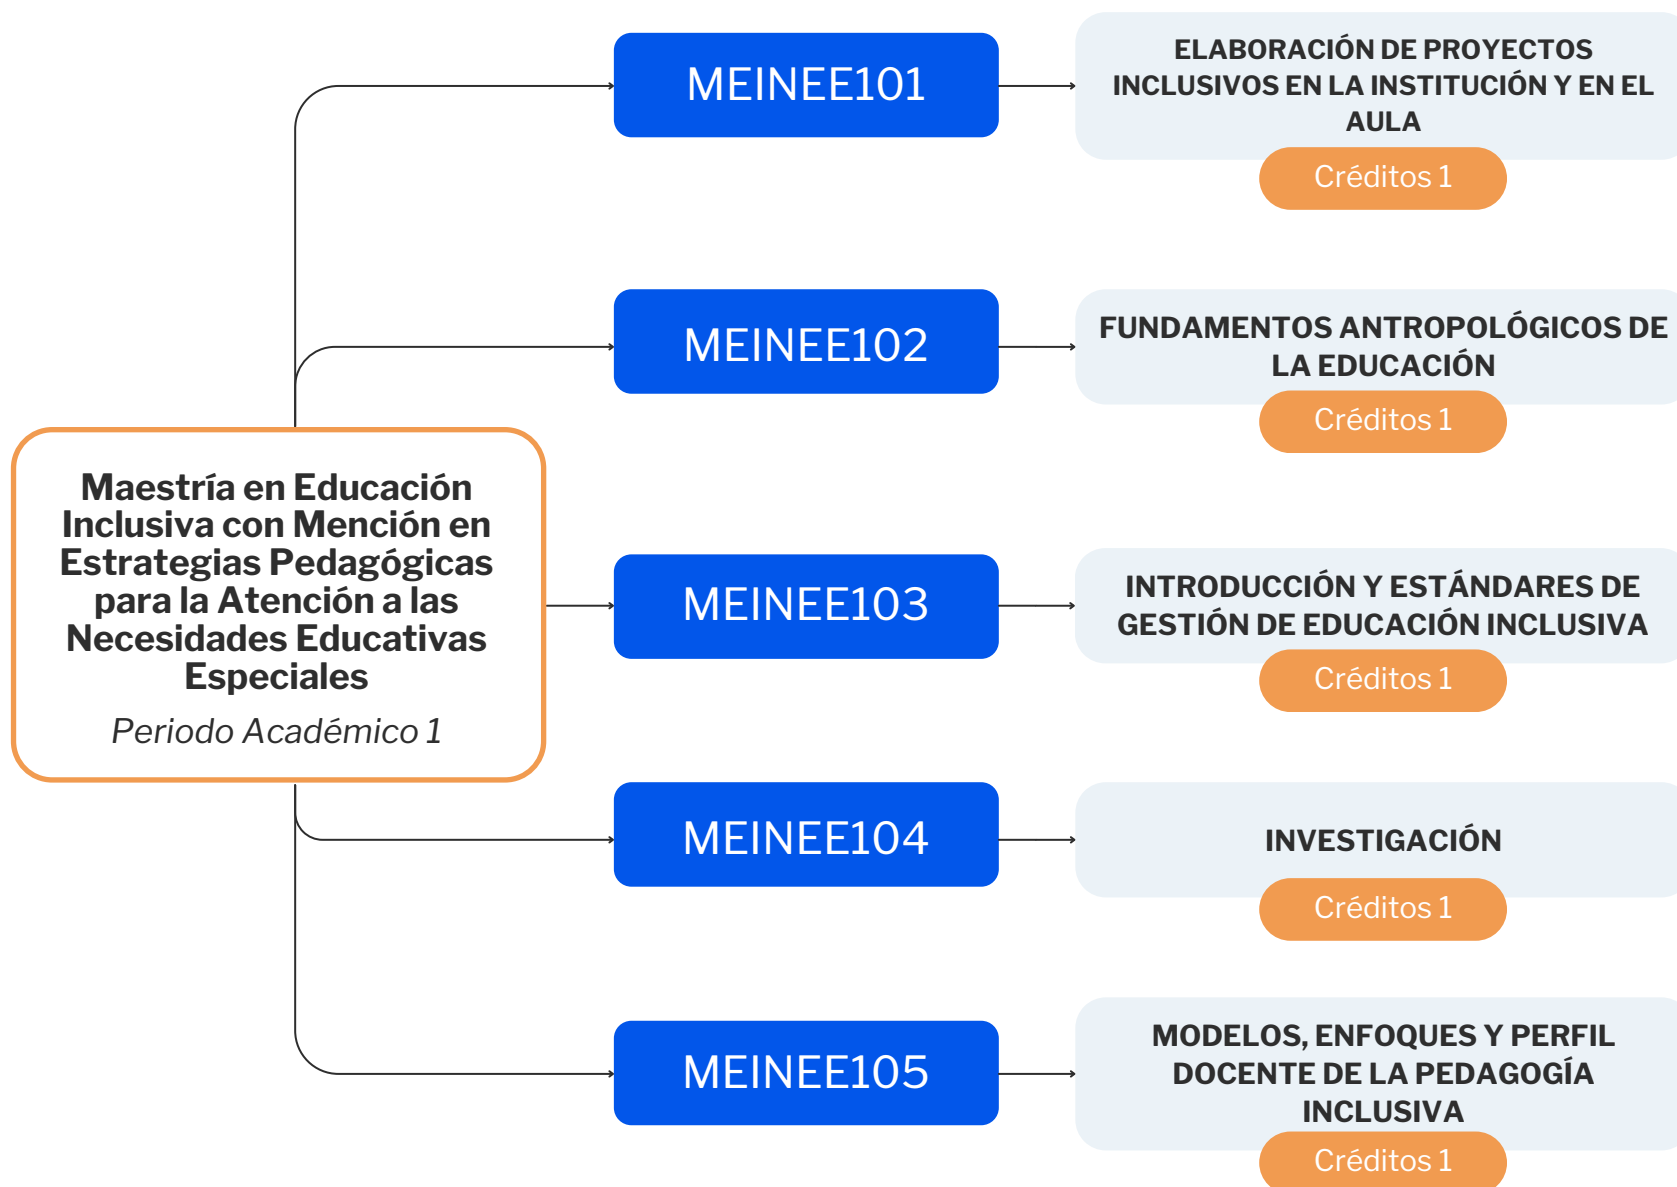 Maestría en Educación
Inclusiva con Mención en
Estrategias Pedagógicas
para la Atención a las
Necesidades Educativas
Especiales
Periodo Académico 1
MEINEE101
ELABORACIÓN DE PROYECTOS
INCLUSIVOS EN LA INSTITUCIÓN Y EN EL
AULA
Créditos 1
MEINEE102
FUNDAMENTOS ANTROPOLÓGICOS DE
LA EDUCACIÓN
Créditos 1
MEINEE103
INTRODUCCIÓN Y ESTÁNDARES DE
GESTIÓN DE EDUCACIÓN INCLUSIVA
Créditos 1
MEINEE104
INVESTIGACIÓN
Créditos 1
MEINEE105
MODELOS, ENFOQUES Y PERFIL
DOCENTE DE LA PEDAGOGÍA
INCLUSIVA
Créditos 1